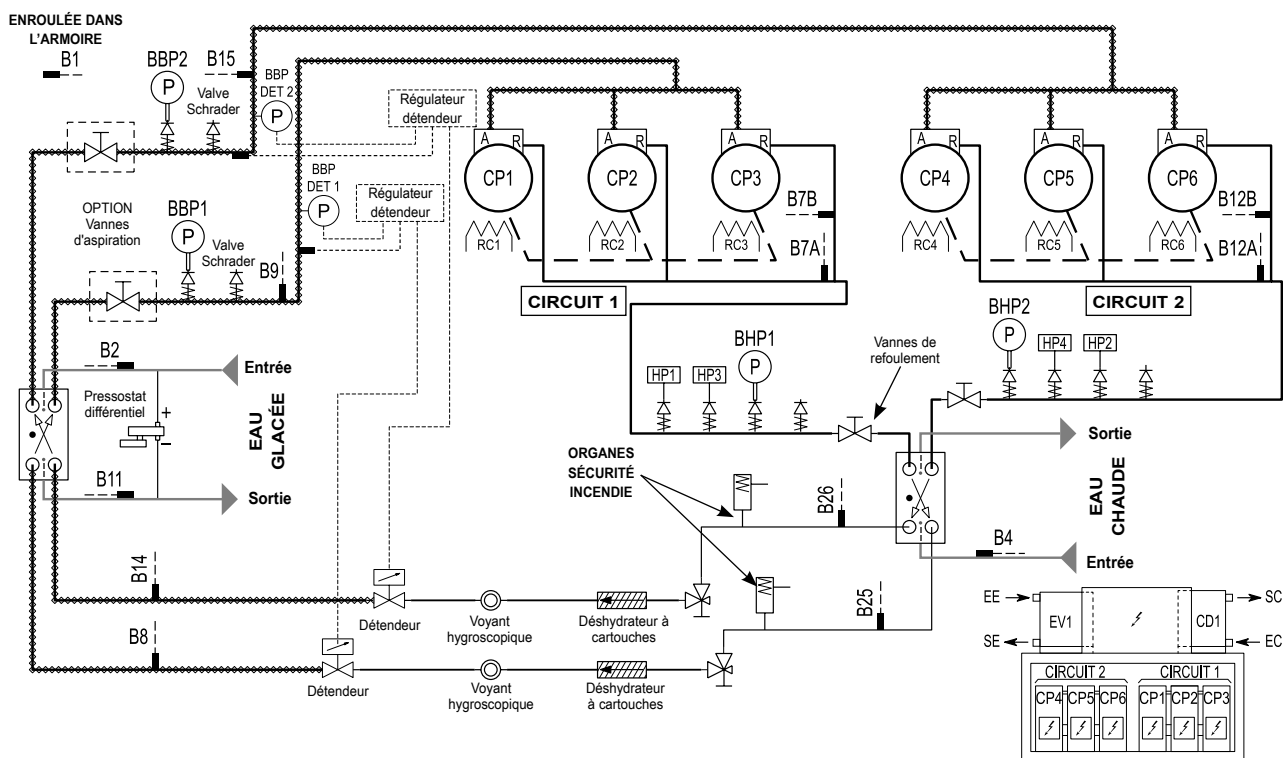 ENROULÉE DANS
L'ARMOIRE
B1
BBP2
P
B15
Valve
Schrader
BBP
DET 2
P
Régulateur
détendeur
BBP
DET 1
P
Régulateur
détendeur
OPTION
Vannes
d'aspiration
BBP1
P
Valve
Schrader
B9
A
R
CP1
RC1
A
R
CP2
RC2
A
R
CP3
RC3
B7B
B7A
CIRCUIT 1
A
R
CP4
RC4
A
R
CP5
RC5
A
R
CP6
RC6
B12B
B12A
CIRCUIT 2
B2
Entrée
Pressostat
différentiel
+
–
EAU
GLACÉE
B11
Sortie
HP1
HP3
BHP1
P
Vannes de
refoulement
BHP2
P
HP4
HP2
Sortie
EAU
CHAUDE
B4
Entrée
ORGANES
SÉCURITÉ
INCENDIE
B26
B25
B14
Détendeur
Voyant
hygroscopique
Déshydrateur à
cartouches
B8
Détendeur
Voyant
hygroscopique
Déshydrateur
à cartouches
EE
SE
EV1
CD1
SC
EC
CIRCUIT 2
CIRCUIT 1
CP4
CP5
CP6
CP1
CP2
CP3